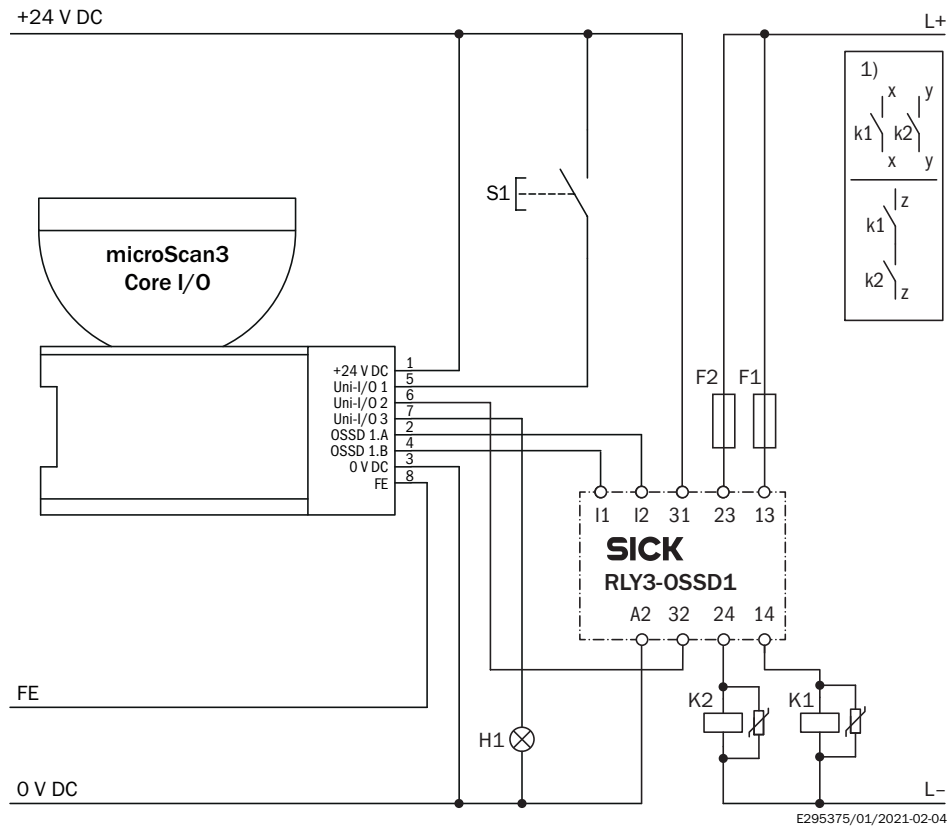 +24 V DC
L+
1)
x y
k1 k2
x y
z
k1
k2
z
S1
microScan3
Core I/O
+24 V DC 1
Uni-I/O 1 5
Uni-I/O 2 6
Uni-I/O 3 7
OSSD 1.A 2
OSSD 1.B 4
0 V DC 3
FE 8
F2 F1
I1 I2 31 23 13
SICK
RLY3-OSSD1
A2 32 24 14
FE
K2 K1
H1
0 V DC
L–
E295375/01/2021-02-04